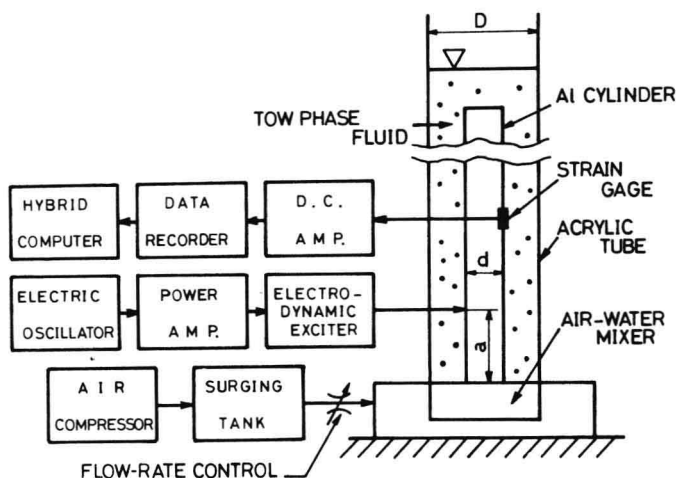 D
Al CYLINDER
TOW PHASE
FLUID
STRAIN
GAGE
HYBRID
COMPUTER
DATA
RECORDER
D. C.
AMP.
ACRYLIC
TUBE
d
ELECTRIC
OSCILLATOR
POWER
AMP.
ELECTRO-
DYNAMIC
EXCITER
a
AIR-WATER
MIXER
AIR
COMPRESSOR
SURGING
TANK
FLOW-RATE CONTROL